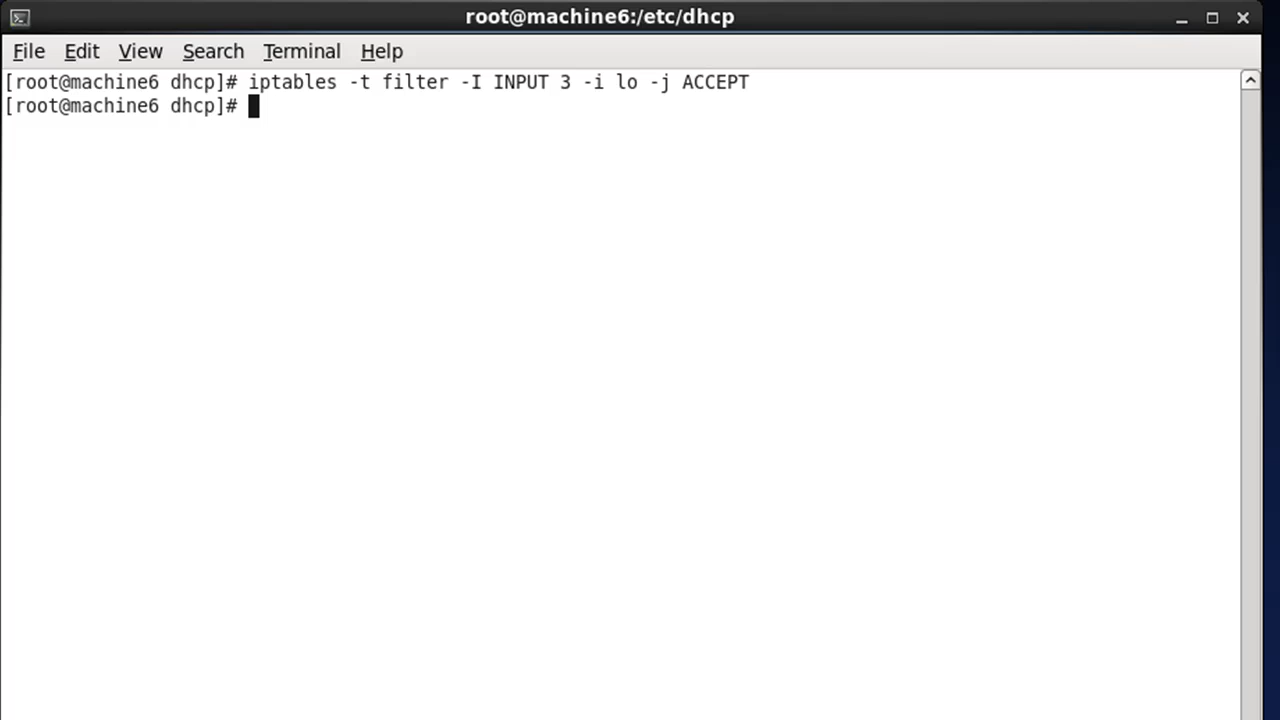 root@machine6:/etc/dhcp
File Edit View Search Terminal Help
[root@machine6 dhcp]# iptables -t filter -I INPUT 3 -i lo -j ACCEPT
[root@machine6 dhcp]#